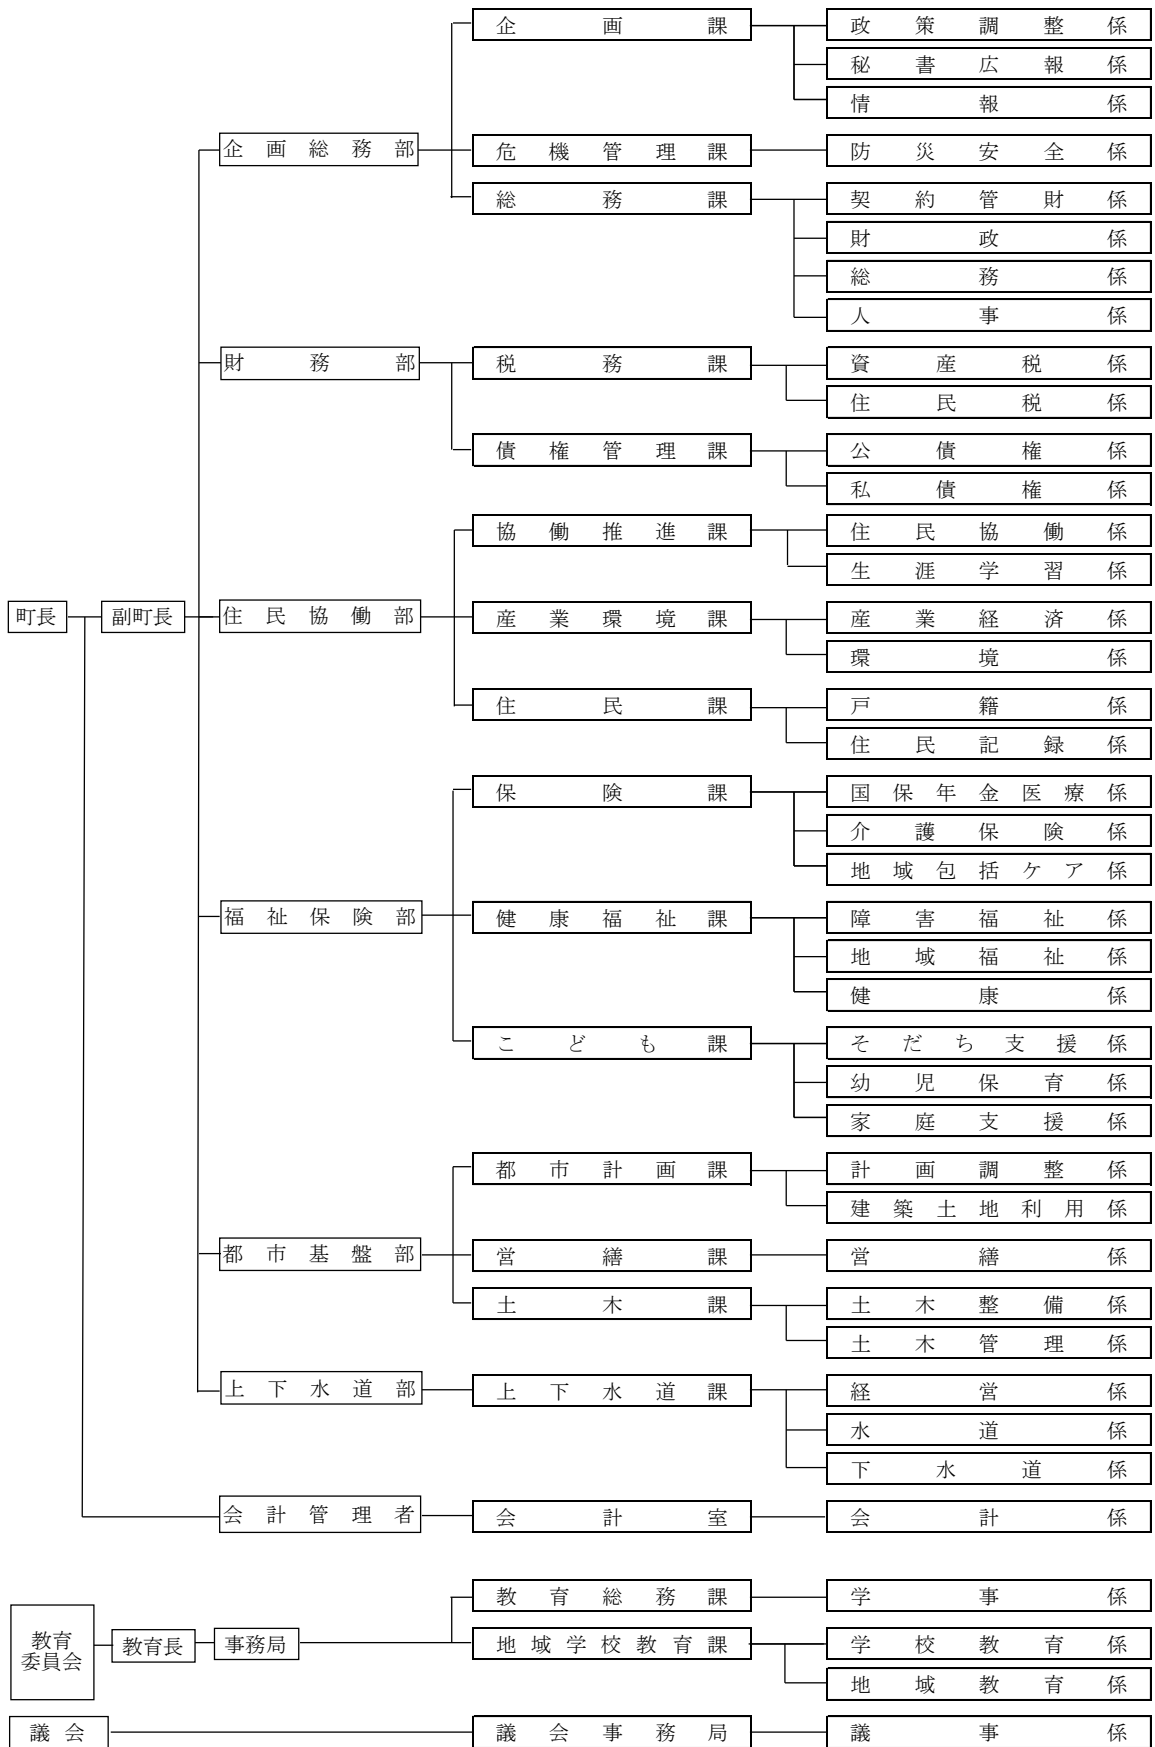 企画課 政策調整係
秘書広報係
情報係
企画総務部 危機管理課 防災安全係
総務課 契約管財係
財政係
総務係
人事係
財務部 税務課 資産税係
住民税係
債権管理課 公債権係
私債権係
協働推進課 住民協働係
生涯学習係
町長 副町長 住民協働部 産業環境課 産業経済係
環境係
住民課 戸籍係
住民記録係
保険課 国保年金医療係
介護保険係
地域包括ケア係
福祉保険部 健康福祉課 障害福祉係
地域福祉係
健康係
こども課 そだち支援係
幼児保育係
家庭支援係
都市計画課 計画調整係
建築土地利用係
都市基盤部 営繕課 営繕係
土木課 土木整備係
土木管理係
上下水道部 上下水道課 経営係
水道係
下水道係
会計管理者 会計室 会計係
教育総務課 学事係
教育
委員会 教育長 事務局 地域学校教育課 学校教育係
地域教育係
議会 議会事務局 議事係